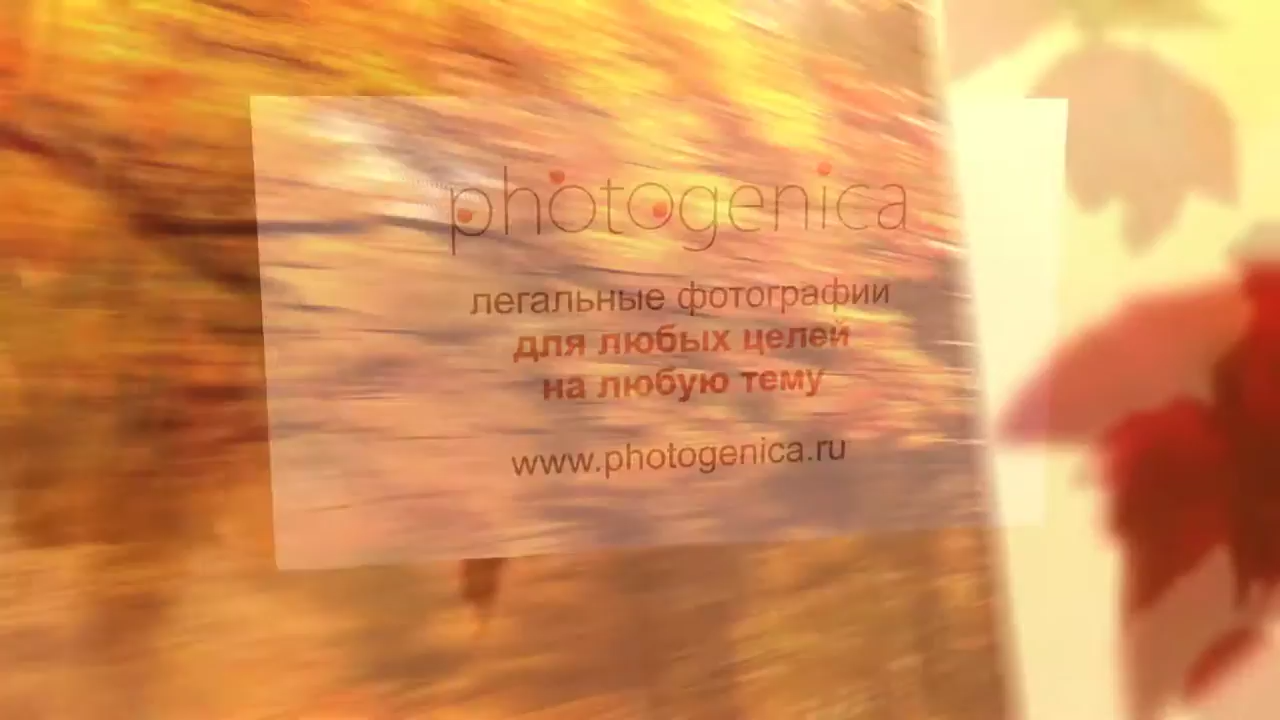 photogenica
легальные фотографии
для любых целей
на любую тему
www.photogenica.ru